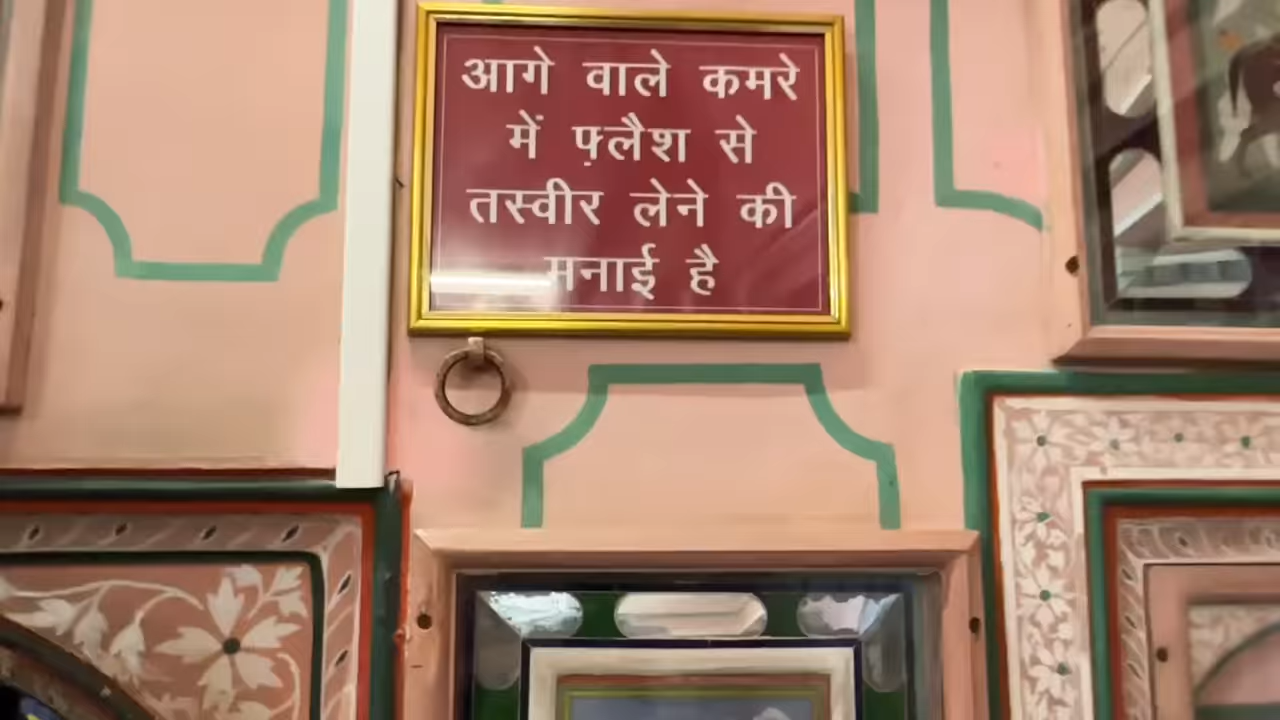 आगे वाले कमरे
में फ़्लैश से
तस्वीर लेने की
मनाई है